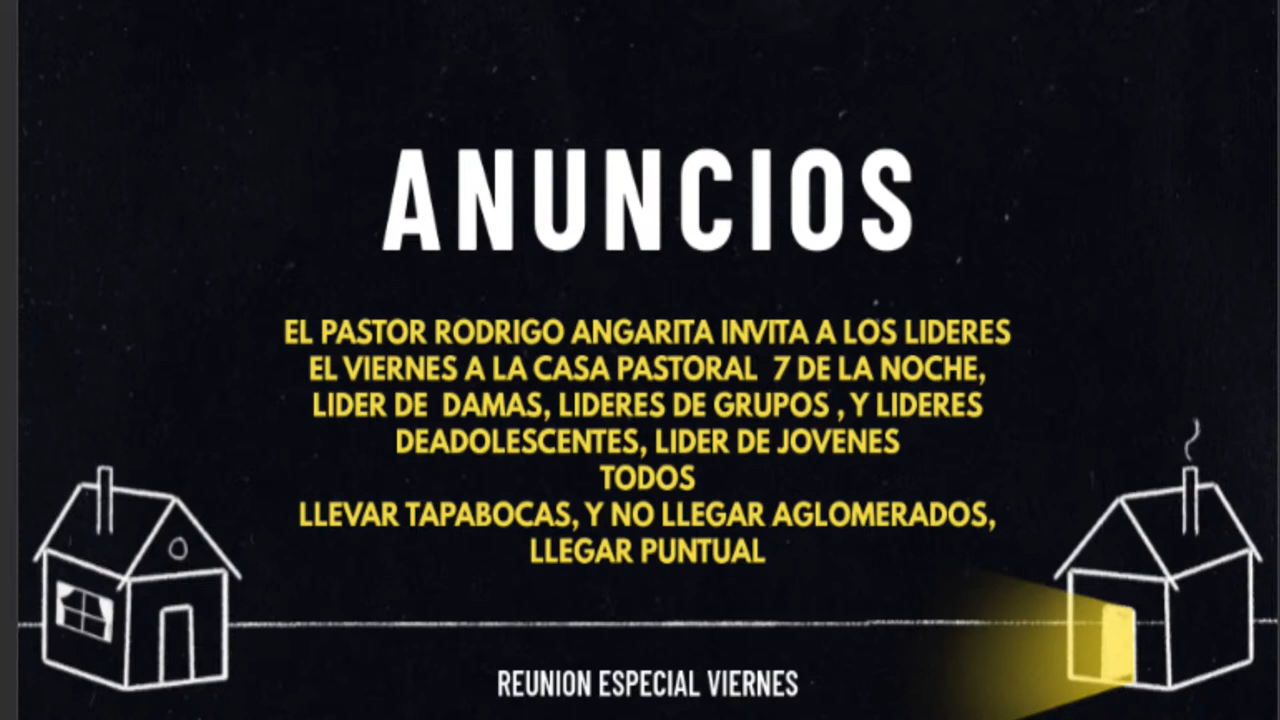 ANUNCIOS
EL PASTOR RODRIGO ANGARITA INVITA A LOS LIDERES
EL VIERNES A LA CASA PASTORAL 7 DE LA NOCHE,
LIDER DE DAMAS, LIDERES DE GRUPOS , Y LIDERES
DEADOLESCENTES, LIDER DE JOVENES
TODOS
LLEVAR TAPABOCAS, Y NO LLEGAR AGLOMERADOS,
LLEGAR PUNTUAL
REUNION ESPECIAL VIERNES